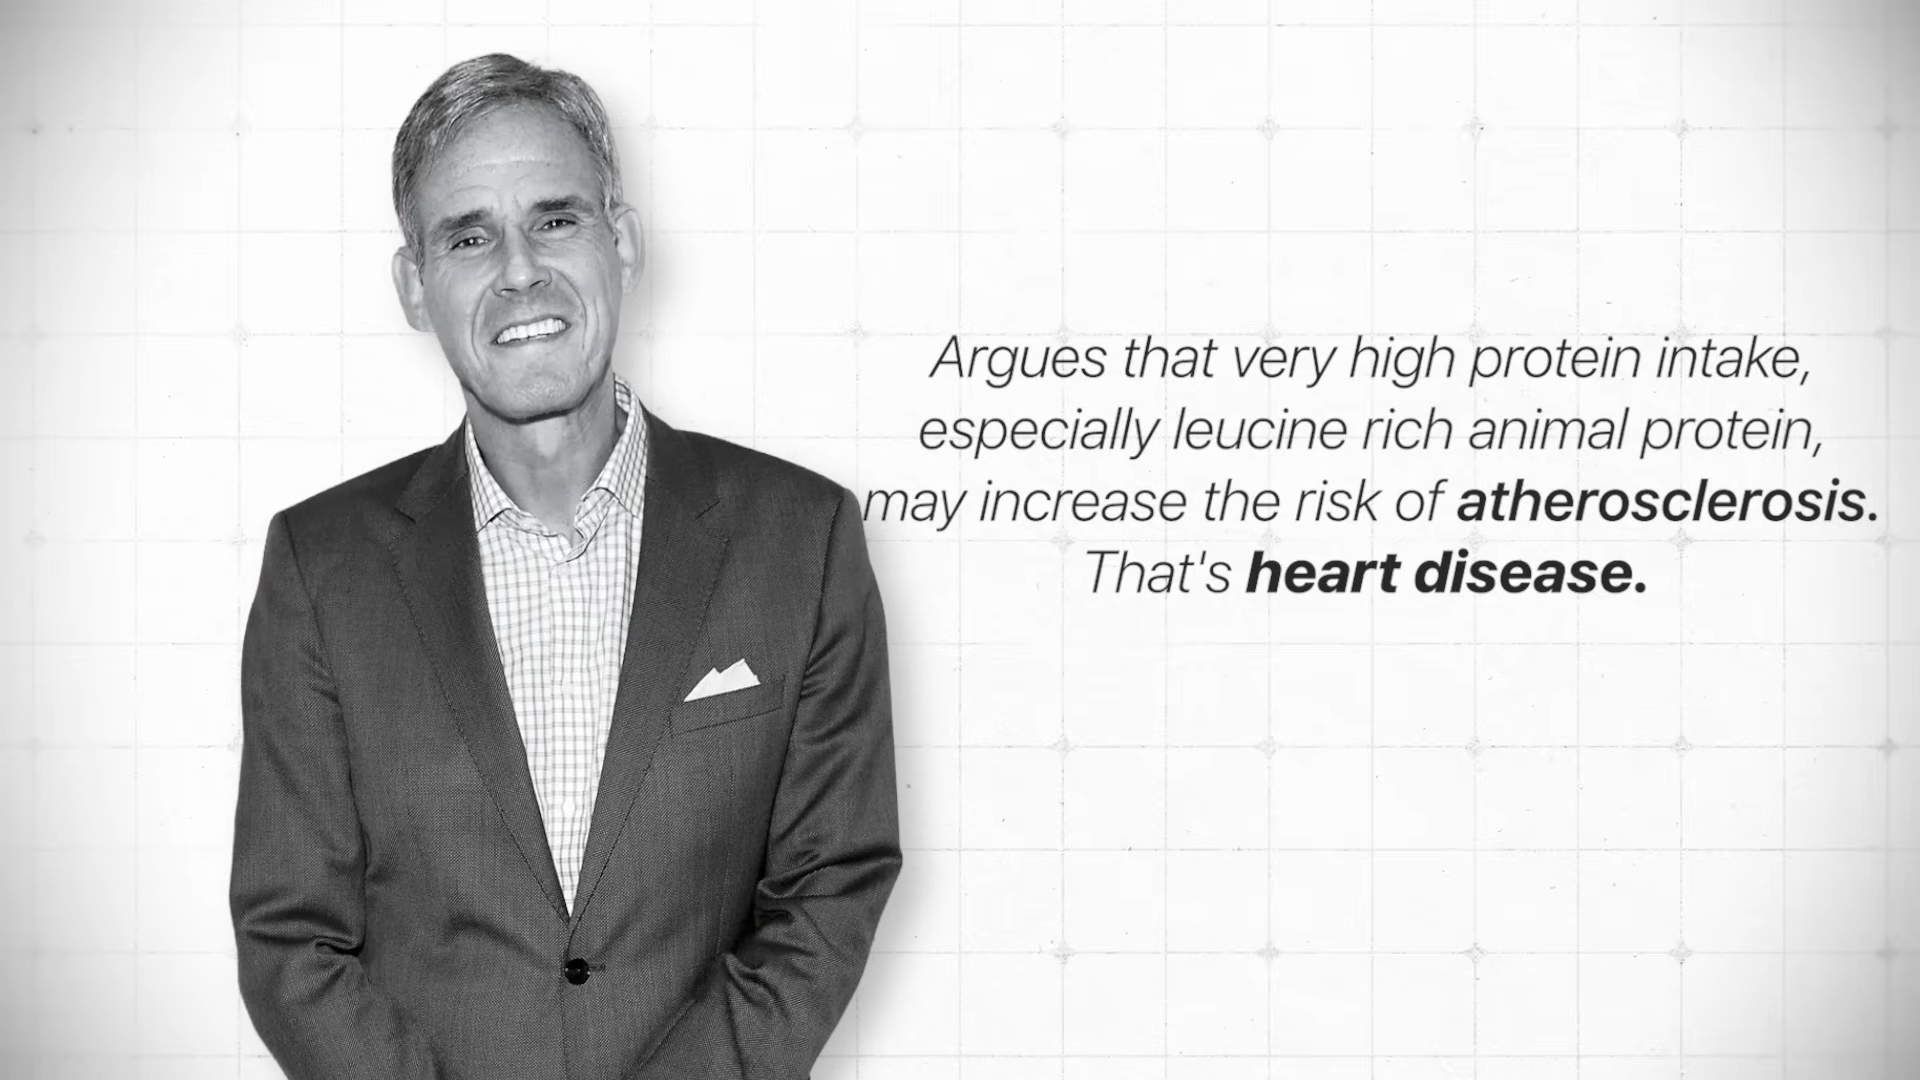 Argues that very high protein intake,
especially leucine rich animal protein,
may increase the risk of atherosclerosis.
That's heart disease.